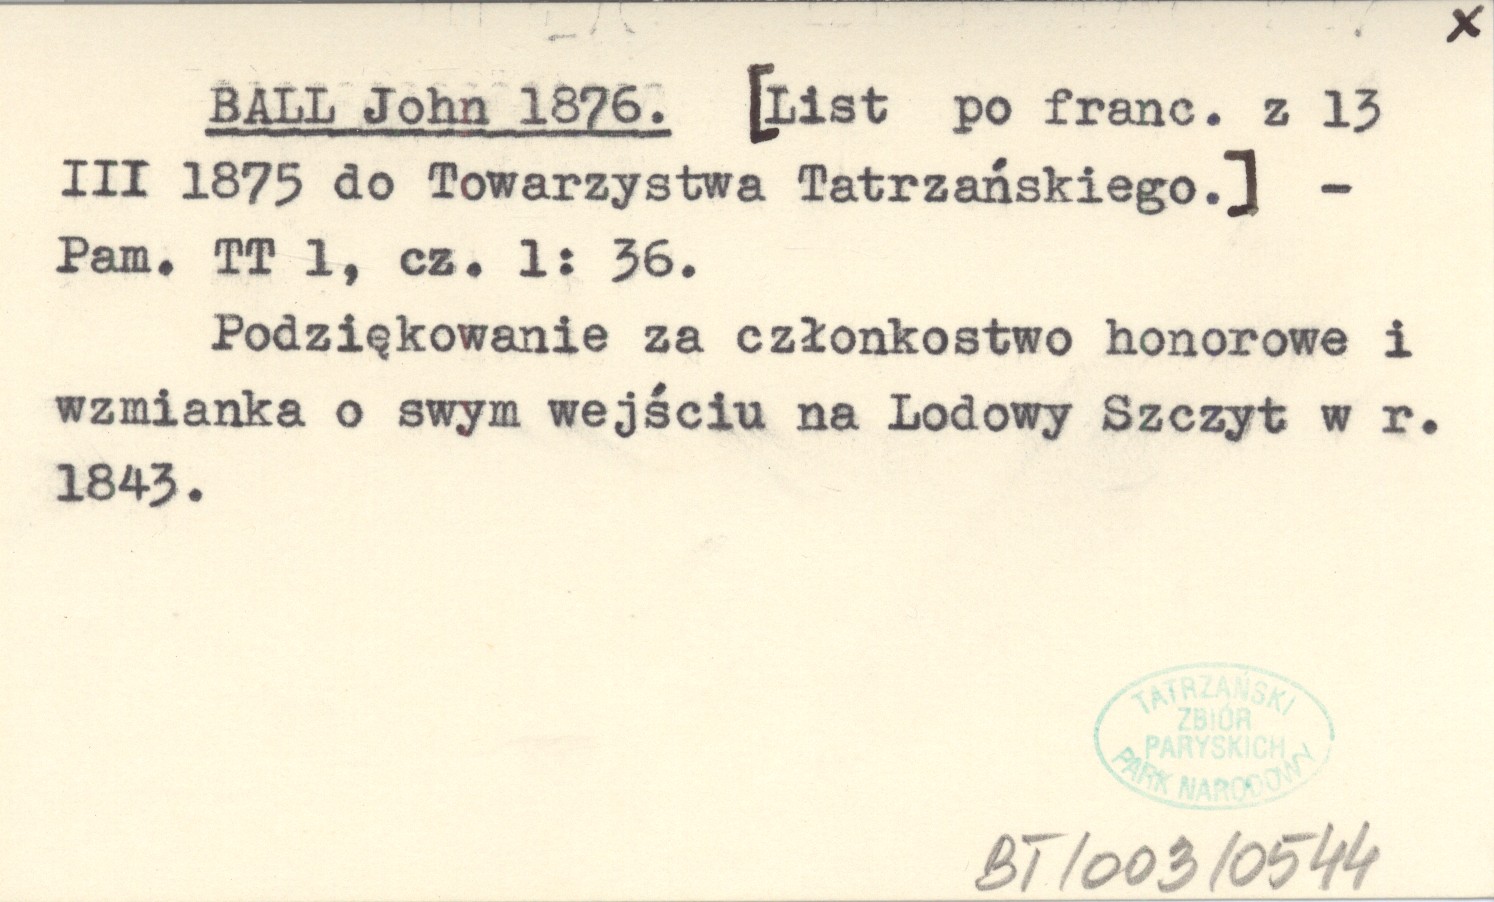 x
BALL John 1876. [List po franc. z 13
III 1875 do Towarzystwa Tatrzańskiego.] -
Pam. TT 1, cz. 1: 36.
Podziękowanie za członkostwo honorowe i
wzmianka o swym wejściu na Lodowy Szczyt w r.
1843.
TATRZAŃSKI
ZBIÓR
PARYSKICH
PARK NARODOWY
BT/003/0544